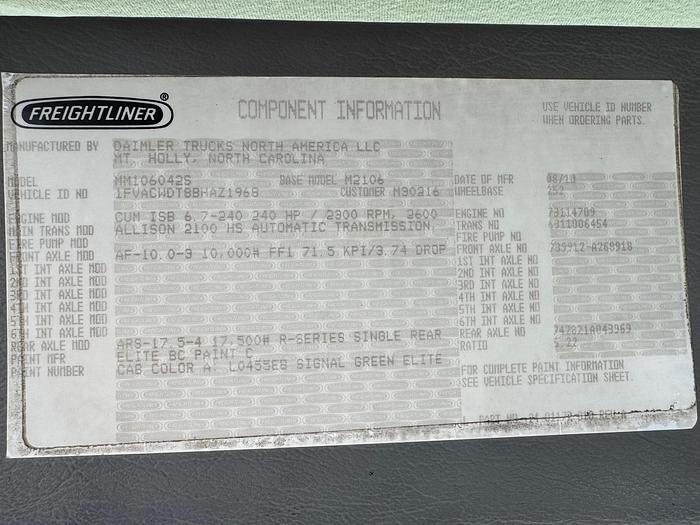 FREIGHTLINER®
COMPONENT INFORMATION
USE VEHICLE ID NUMBER
WHEN ORDERING PARTS.
MANUFACTURED BY DAIMLER TRUCKS NORTH AMERICA LLC
MT. HOLLY, NORTH CAROLINA
MODEL MM106042S BASE MODEL M2106 DATE OF MFR 08/10
VEHICLE ID NO 1FVACWDT8BHAZ1968 CUSTOMER M90216 WHEELBASE 252
ENGINE MOD CUM ISB 6.7-240 240 HP / 2300 RPM, 2600 ENGINE NO 73114709
MAIN TRANS MOD ALLISON 2100 HS AUTOMATIC TRANSMISSION, TRANS NO 6311006454
FIRE PUMP MOD FIRE PUMP NO
FRONT AXLE MOD AF-10.0-3 10,000# FF1 71.5 KPI/3.74 DROP FRONT AXLE NO
1ST INT AXLE MOD 1ST INT AXLE NO
2ND INT AXLE MOD 2ND INT AXLE NO
3RD INT AXLE MOD 3RD INT AXLE NO
4TH INT AXLE MOD 4TH INT AXLE NO
5TH INT AXLE MOD 5TH INT AXLE NO
6TH INT AXLE MOD 6TH INT AXLE NO
REAR AXLE MOD ARS-17.5-4 17,500# R-SERIES SINGLE REAR REAR AXLE NO
PAINT MFR ELITE BC PAINT C RATIO 5.22
PAINT NUMBER CAB COLOR A: L0455EB SIGNAL GREEN ELITE
FOR COMPLETE PAINT INFORMATION
SEE VEHICLE SPECIFICATION SHEET.
PART NO.